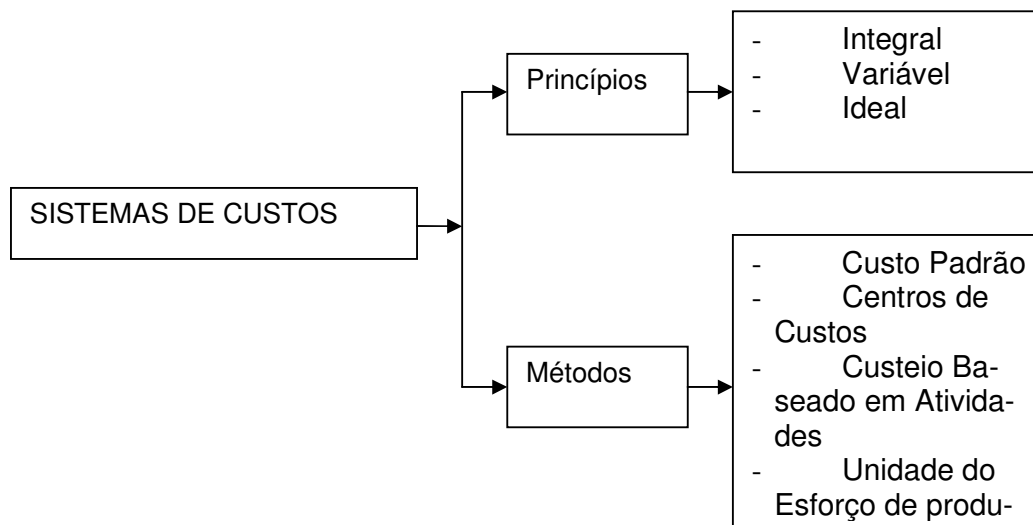 - Integral
- Variável
- Ideal
Princípios
SISTEMAS DE CUSTOS
- Custo Padrão
- Centros de
Custos
- Custeio Ba-
seado em Ativida-
des
- Unidade do
Esforço de produ-
Métodos